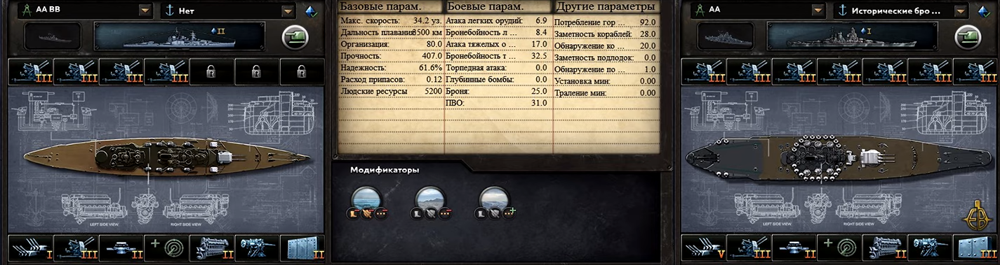 AA BB
Нет
II
III
III
III
III
LEFT SIDE VIEW
RIGHT SIDE VIEW
I
III
II
II
II
III
Базовые парам.
Боевые парам.
Другие параметры
Макс. скорость: 34.2 уз.
Дальность плавания 3500 км
Организация: 80.0
Прочность: 407.0
Надежность: 61.6%
Расход припасов: 0.12
Людские ресурсы 5200
Атака легких орудий: 6.9
Бронебойность л ... 8.4
Атака тяжелых о ... 17.0
Бронебойность т ... 32.5
Торпедная атака: 0.0
Глубинные бомбы: 0.0
Броня: 25.0
ПВО: 31.0
Потребление гор ... 92.0
Заметность кораблей: 28.0
Обнаружение ко ... 20.0
Заметность подлодок: 0.0
Обнаружение по ... 1.0
Установка мин: 0.00
Траление мин: 0.00
Модификаторы
AA
Исторические бро ...
I
III
III
III
III
III
III
III
LEFT SIDE VIEW
RIGHT SIDE VIEW
V
III
II
II
II
III